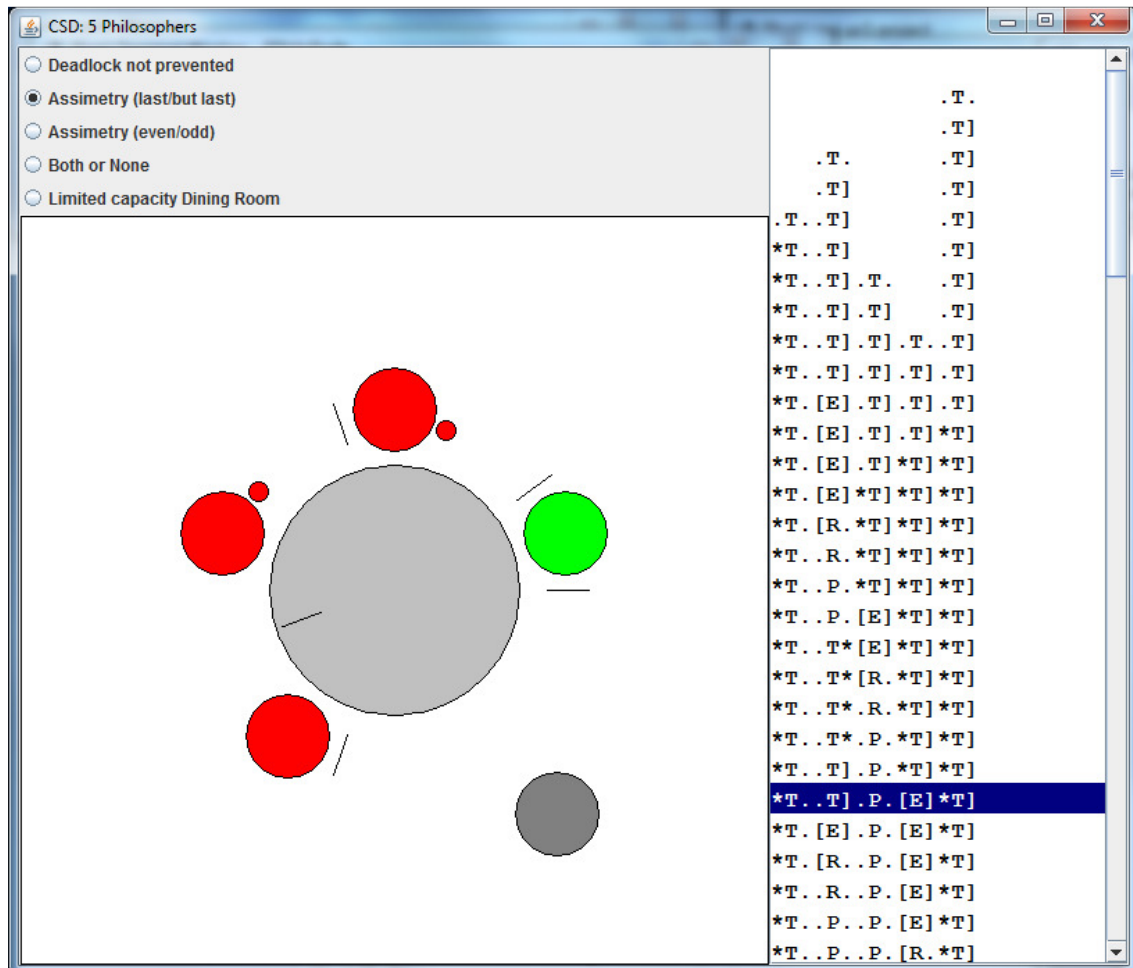 CSD: 5 Philosophers
Deadlock not prevented
Assimetry (last/but last)
Assimetry (even/odd)
Both or None
Limited capacity Dining Room
            .T.
            .T]
   .T.      .T]
   .T]      .T]
.T..T]      .T]
*T..T]      .T]
*T..T].T.   .T]
*T..T].T]   .T]
*T..T].T].T..T]
*T..T].T].T].T]
*T.[E].T].T].T]
*T.[E].T].T]*T]
*T.[E].T]*T]*T]
*T.[E]*T]*T]*T]
*T.[R.*T]*T]*T]
*T..R.*T]*T]*T]
*T..P.*T]*T]*T]
*T..P.[E]*T]*T]
*T..T*[E]*T]*T]
*T..T*[R.*T]*T]
*T..T*.R.*T]*T]
*T..T*.P.*T]*T]
*T..T].P.*T]*T]
*T..T].P.[E]*T]
*T.[E].P.[E]*T]
*T.[R..P.[E]*T]
*T..R..P.[E]*T]
*T..P..P.[E]*T]
*T..P..P.[R.*T]